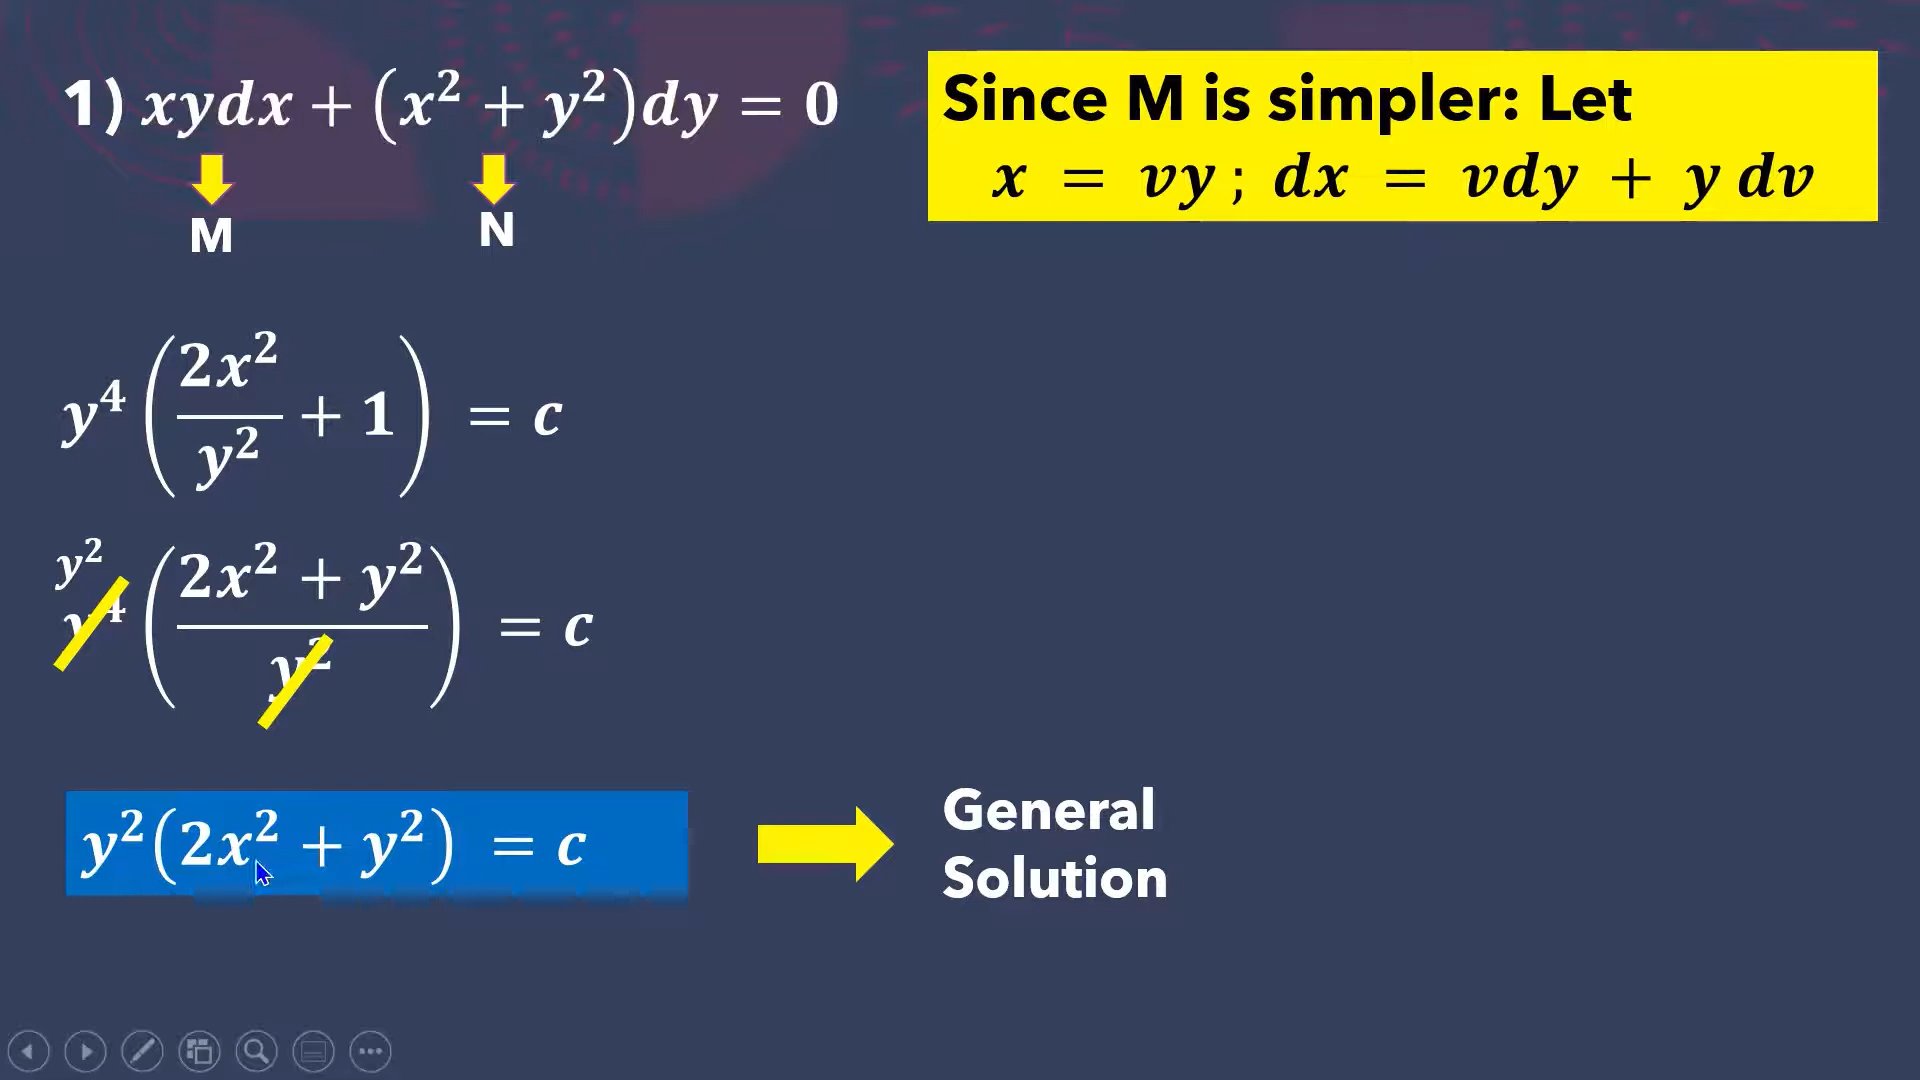 1) xydx + (x² + y²)dy = 0
M
N
Since M is simpler: Let
x = vy ; dx = vdy + y dv
y⁴ (2x²/y² + 1) = c
y²
y⁴ ((2x² + y²)/y²) = c
y²(2x² + y²) = c
General
Solution